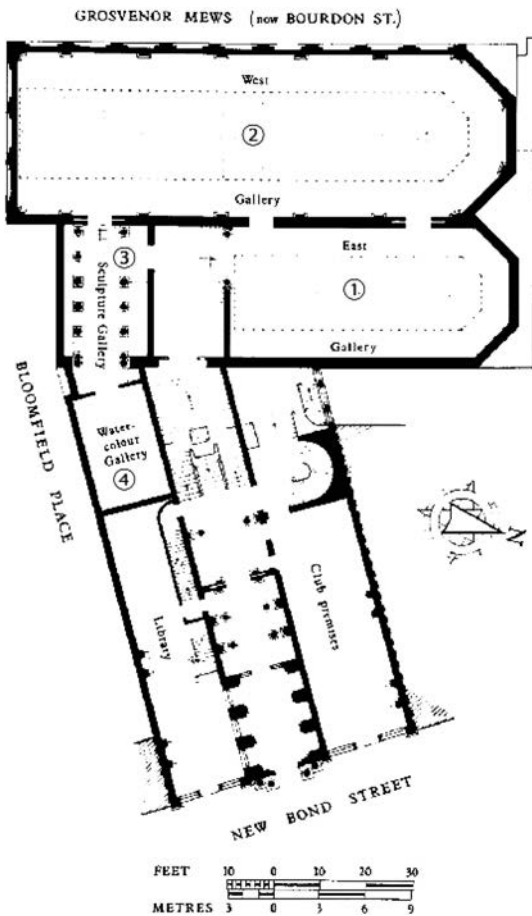 GROSVENOR MEWS (now BOURDON ST.)
West
②
Gallery
East
①
Gallery
③
Sculpture Gallery
BLOOMFIELD PLACE
Water-
colour
Gallery
④
N
Library
Club premises
NEW BOND STREET
FEET 10 0 10 20 30
METRES 3 0 3 6 9